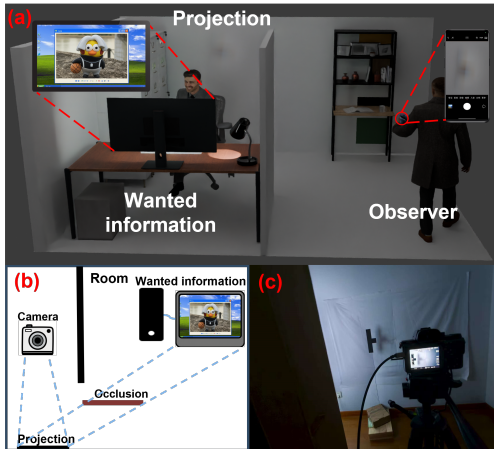 (a)
Projection
Wanted
information
Observer
(b)
Room
Wanted information
Camera
Occlusion
Projection
(c)